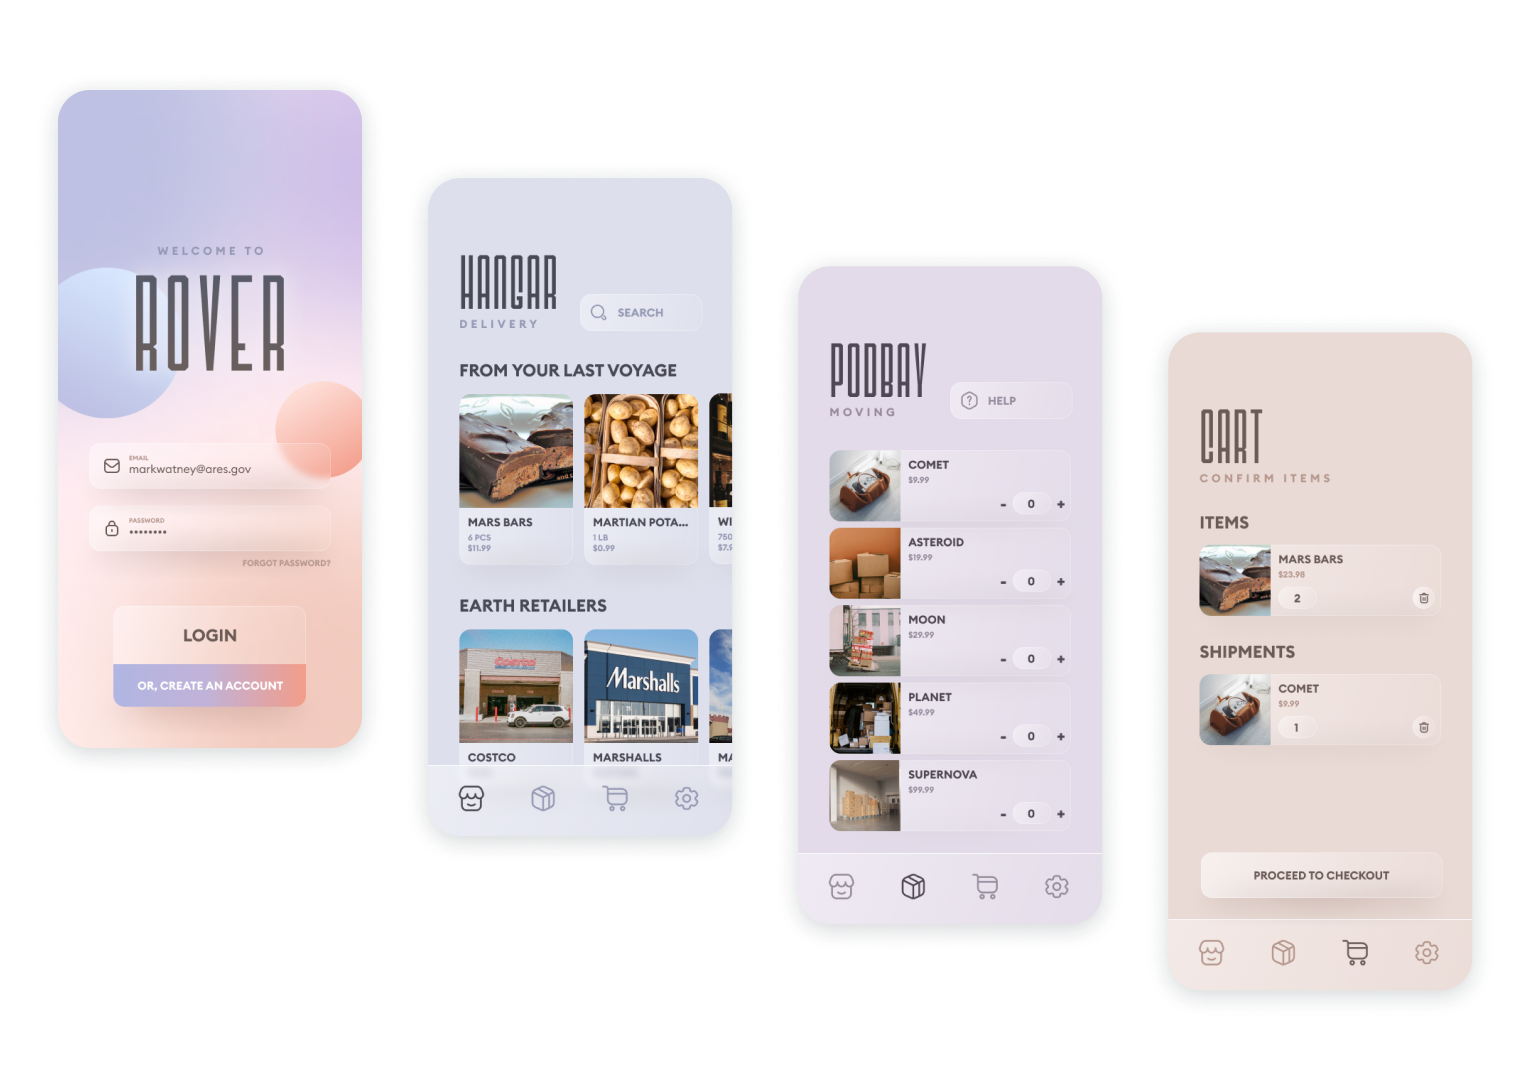 WELCOME TO
ROVER
EMAIL
markwatney@ares.gov
PASSWORD
••••••••
FORGOT PASSWORD?
LOGIN
OR, CREATE AN ACCOUNT
HANGAR
DELIVERY
SEARCH
FROM YOUR LAST VOYAGE
MARS BARS
6 PCS
$11.99
MARTIAN POTA...
1 LB
$0.99
WI
750
$7.9
EARTH RETAILERS
COSTCO
Marshalls
COSTCO
MARSHALLS
MA
PODBAY
MOVING
HELP
COMET
$9.99
- 0 +
ASTEROID
$19.99
- 0 +
MOON
$29.99
- 0 +
PLANET
$49.99
- 0 +
SUPERNOVA
$99.99
- 0 +
CART
CONFIRM ITEMS
ITEMS
MARS BARS
$23.98
2
SHIPMENTS
COMET
$9.99
1
PROCEED TO CHECKOUT